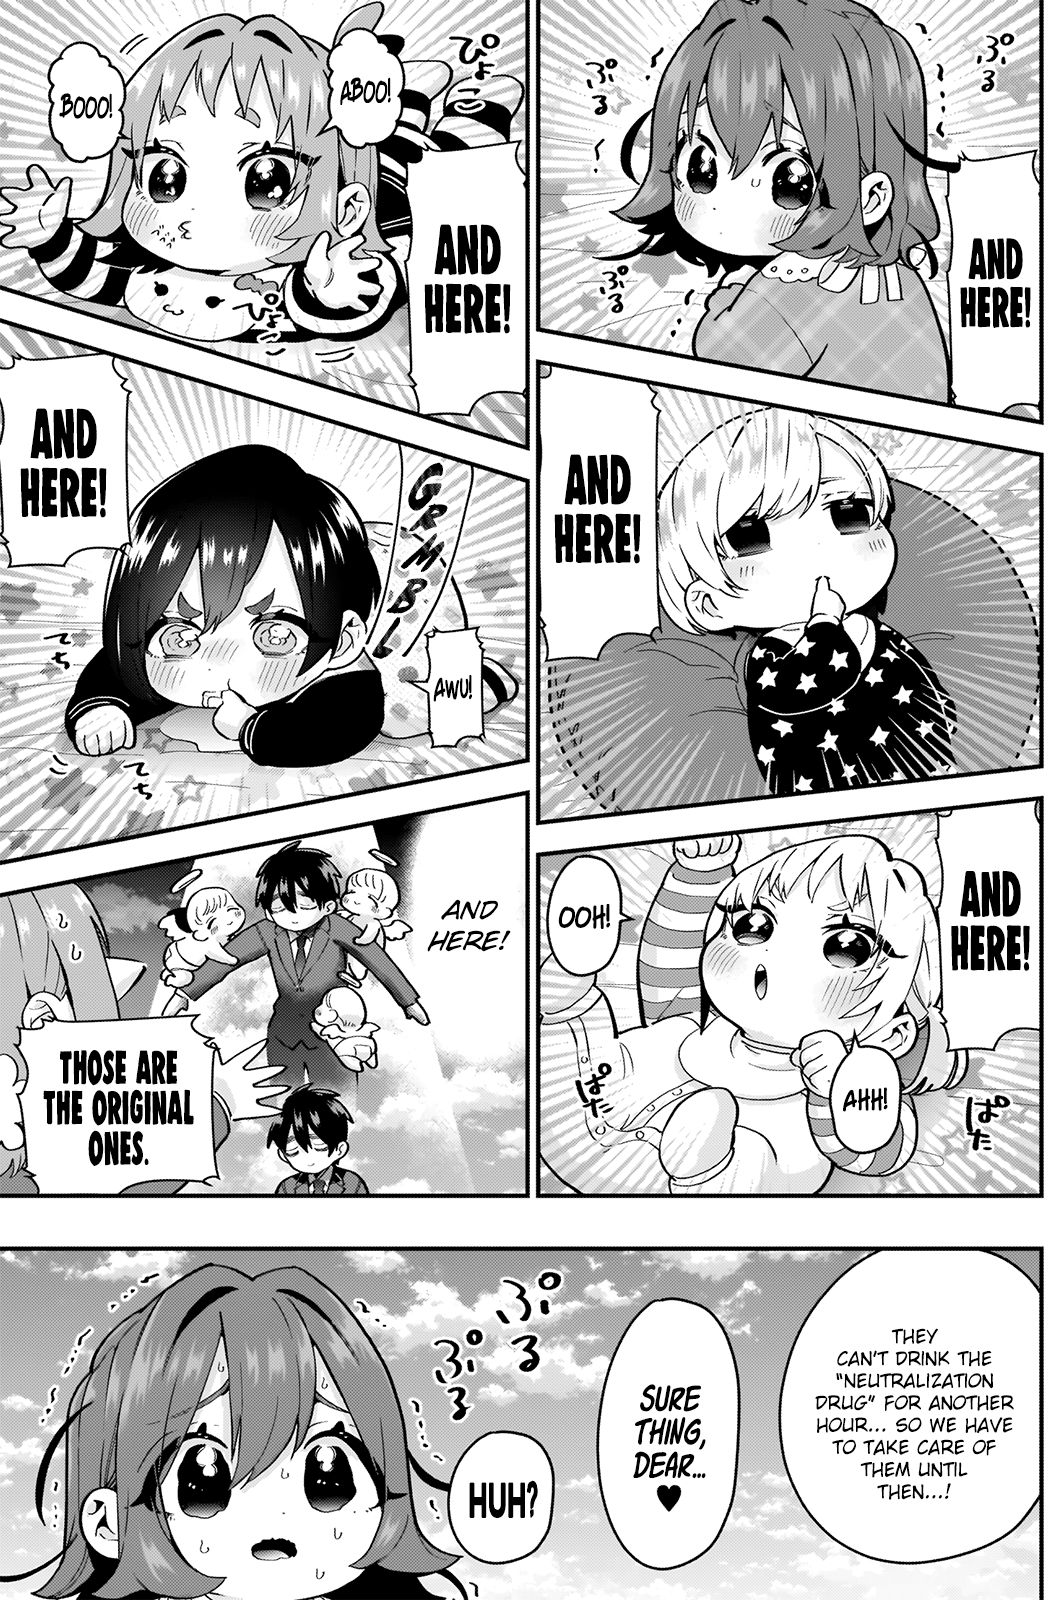 ぷる
ぷる
ぷる
AND
HERE!
ABOO!
BOOO!
ぴょこ
ぴょこ
AND
HERE!
AND
HERE!
AND
HERE!
GRMBL
AWU!
てち
てち
AND
HERE!
OOH!
AHH!
ぱた
ぱた
AND
HERE!
THOSE ARE
THE ORIGINAL
ONES.
THEY
CAN'T DRINK THE
"NEUTRALIZATION
DRUG" FOR ANOTHER
HOUR... SO WE HAVE
TO TAKE CARE OF
THEM UNTIL
THEN...!
SURE
THING,
DEAR...
♥
ぷる
ぷる
HUH?